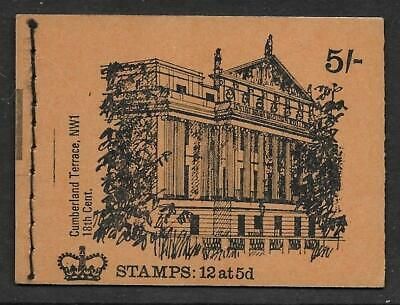 5/-
Cumberland Terrace, NW1
18th Cent.
STAMPS: 12 at 5d